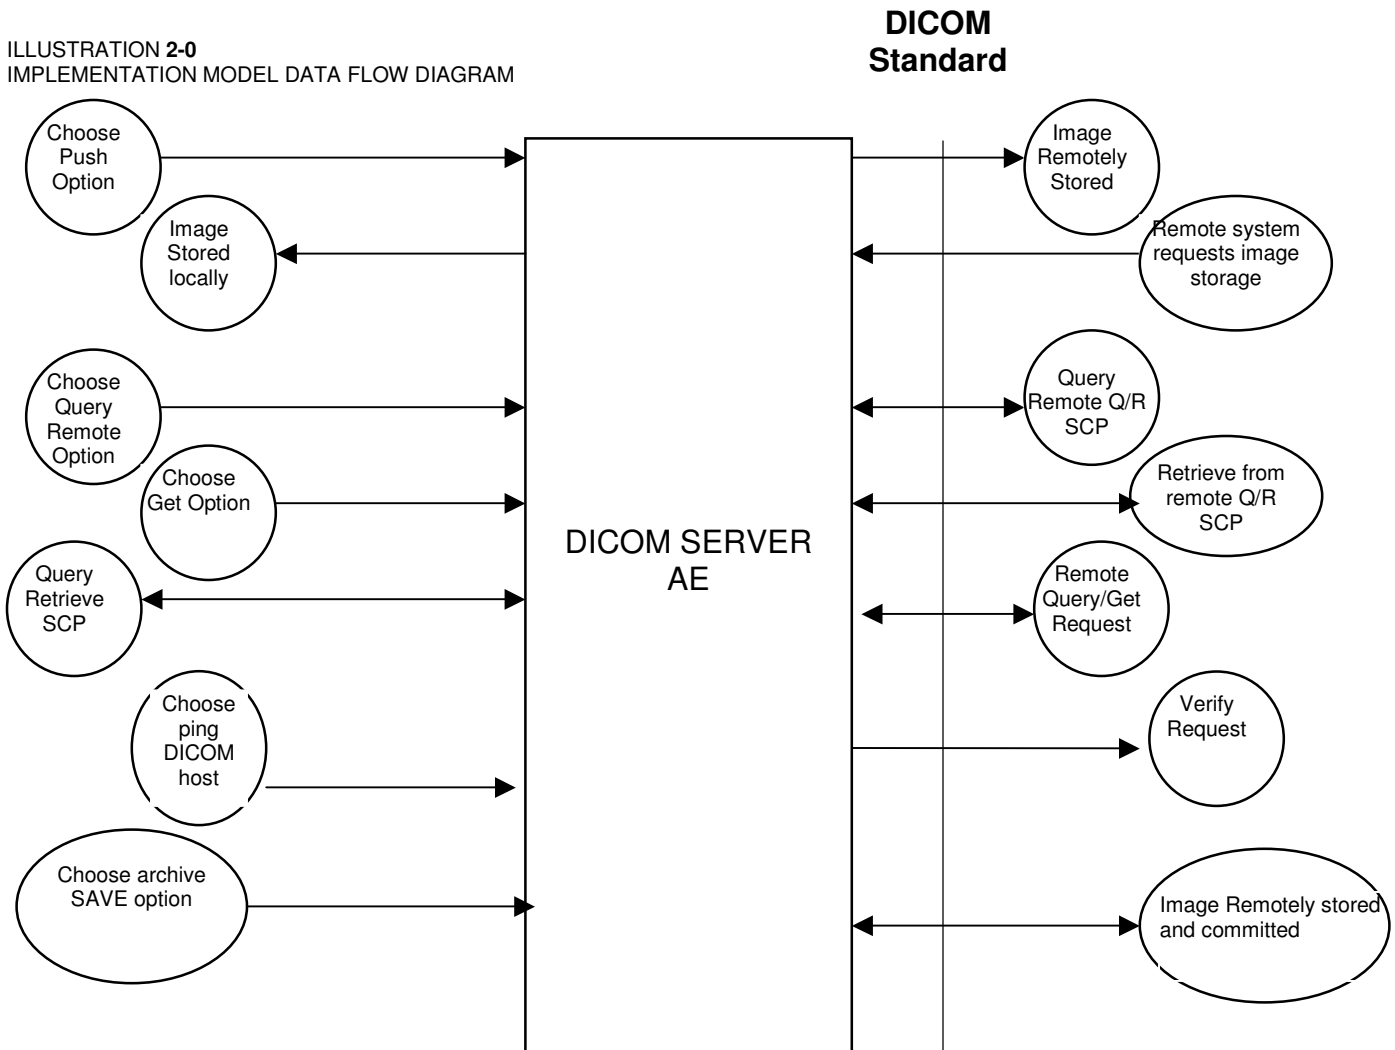 DICOM
Standard
ILLUSTRATION 2-0
IMPLEMENTATION MODEL DATA FLOW DIAGRAM
Choose
Push
Option
Image
Stored
locally
Choose
Query
Remote
Option
Choose
Get Option
Query
Retrieve
SCP
Choose
ping
DICOM
host
Choose archive
SAVE option
DICOM SERVER
AE
Image
Remotely
Stored
Remote system
requests image
storage
Query
Remote Q/R
SCP
Retrieve from
remote Q/R
SCP
Remote
Query/Get
Request
Verify
Request
Image Remotely stored
and committed